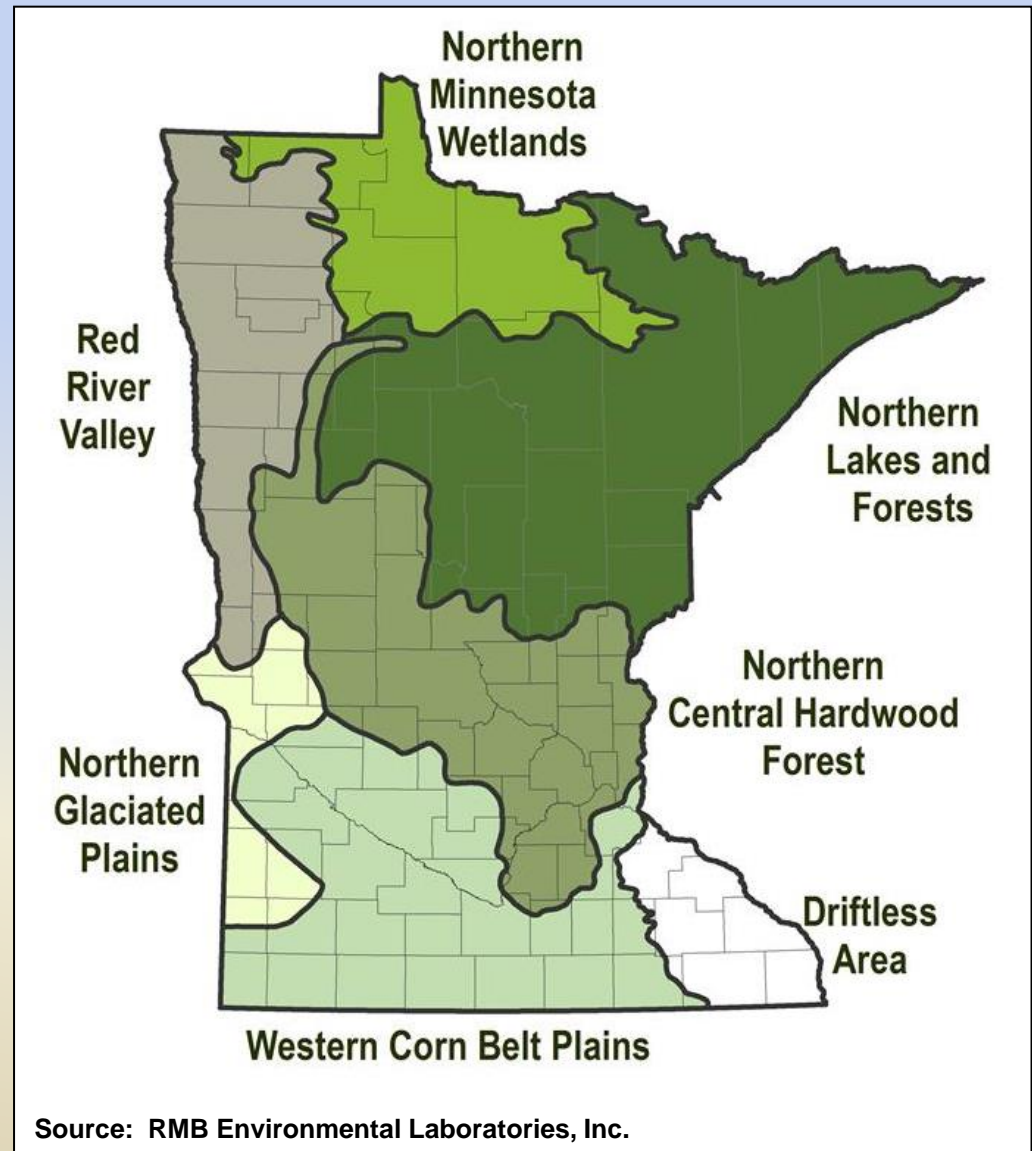 Northern
Minnesota
Wetlands
Red
River
Valley
Northern
Lakes and
Forests
Northern
Central Hardwood
Forest
Northern
Glaciated
Plains
Driftless
Area
Western Corn Belt Plains
Source: RMB Environmental Laboratories, Inc.